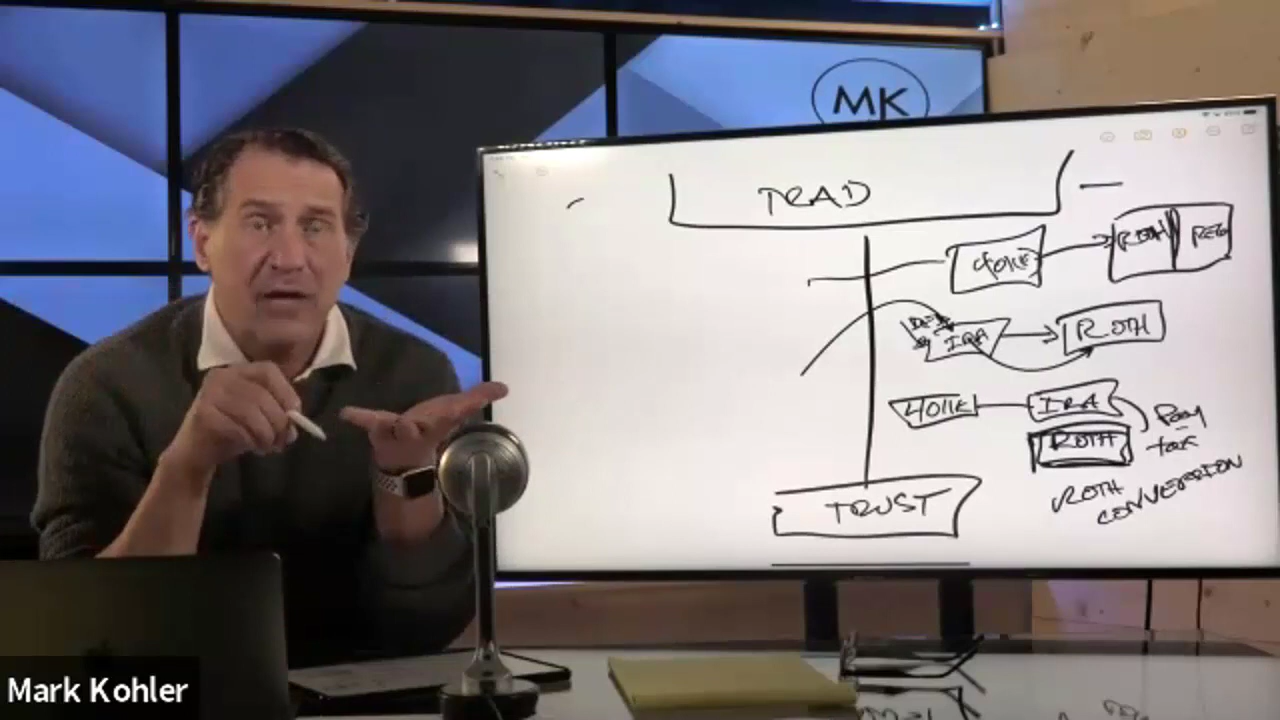 MK
TRAD
401K
ROTH
REG
IRA
ROTH
401K
IRA
ROTH
Pay
tax
ROTH
CONVERSION
TRUST
Mark Kohler